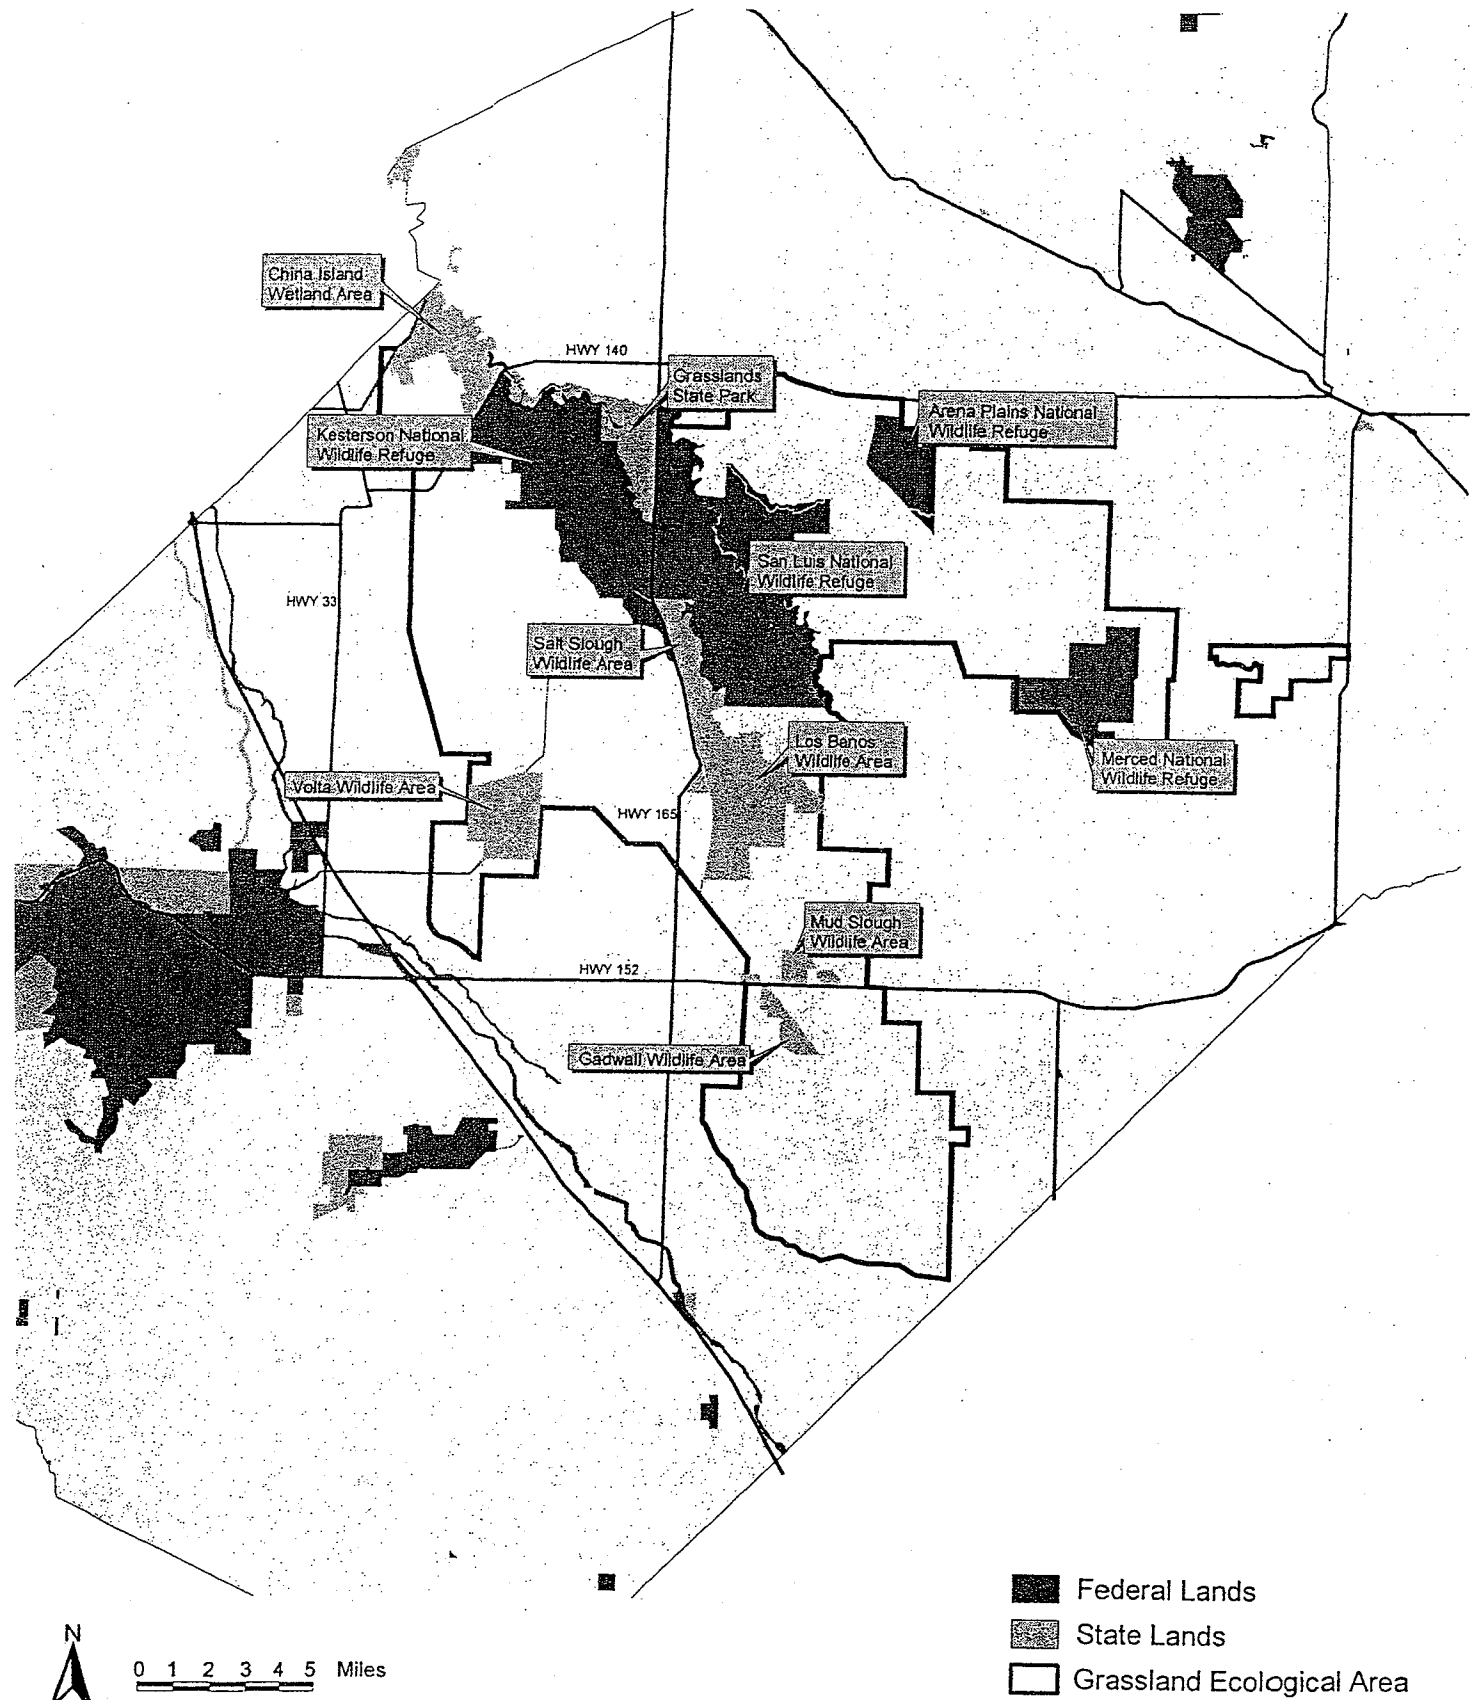 China Island
Wetland Area
HWY 140
Grasslands
State Park
Arena Plains National
Wildlife Refuge
Kesterson National
Wildlife Refuge
San Luis National
Wildlife Refuge
HWY 33
Salt Slough
Wildlife Area
Los Banos
Wildlife Area
Merced National
Wildlife Refuge
Volta Wildlife Area
HWY 165
Mud Slough
Wildlife Area
HWY 152
Gadwall Wildlife Area
Federal Lands
State Lands
Grassland Ecological Area
N
0 1 2 3 4 5 Miles